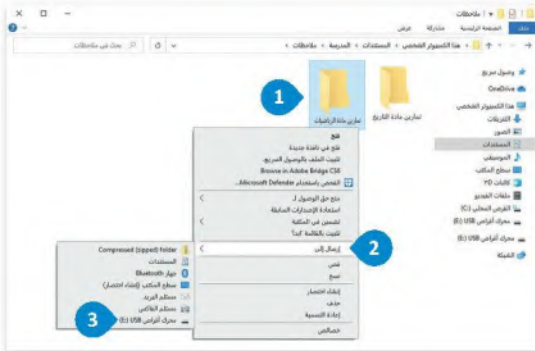 ملاحظات
ملف
الصفحة الرئيسية
مشاركة
عرض
هذا الكمبيوتر الشخصي ‹ المستندات ‹ المدرسة ‹ ملاحظات
بحث في ملاحظات
وصول سريع
OneDrive
هذا الكمبيوتر الشخصي
التنزيلات
الصور
المستندات
الموسيقى
سطح المكتب
كائنات 3D
ملفات الفيديو
القرص المحلي (C:)
محرك أقراص USB (E:)
محرك أقراص USB (E:)
الشبكة
تمارين مادة التاريخ
تمارين مادة الرياضيات
1
فتح
فتح في نافذة جديدة
تثبيت الملف بالوصول السريع.
Browse in Adobe Bridge CS6
الفحص باستخدام Microsoft Defender...
منح حق الوصول لـ
استعادة الإصدارات السابقة
تضمين في المكتبة
تثبيت بالقائمة "ابدأ"
إرسال إلى
2
قص
نسخ
إنشاء اختصار
حذف
إعادة التسمية
خصائص
Compressed (zipped) folder
المستندات
جهاز Bluetooth
سطح المكتب (إنشاء اختصار)
مستلم البريد
مستلم الفاكس
محرك أقراص USB (E:)
3